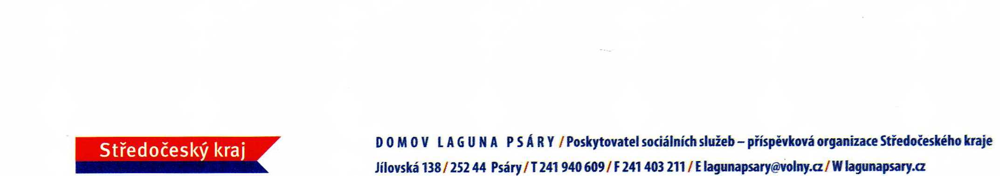 Středočeský kraj
DOMOV LAGUNA PSÁRY / Poskytovatel sociálních služeb – příspěvková organizace Středočeského kraje
Jílovská 138 / 252 44 Psáry / T 241 940 609 / F 241 403 211 / E lagunapsary@volny.cz / W lagunapsary.cz